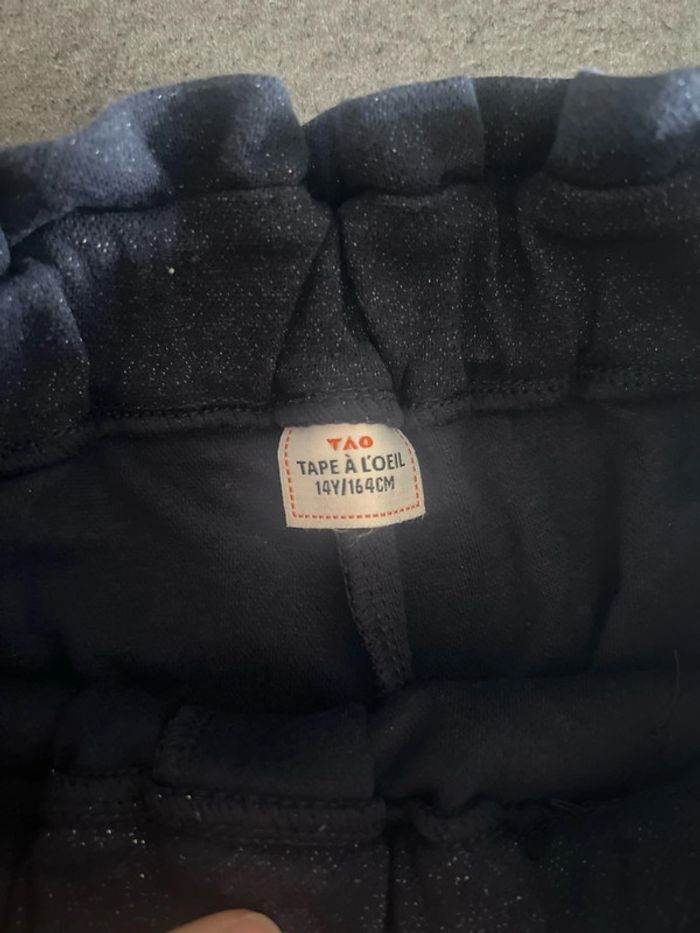 TAO
TAPE À L'OEIL
14Y/164CM